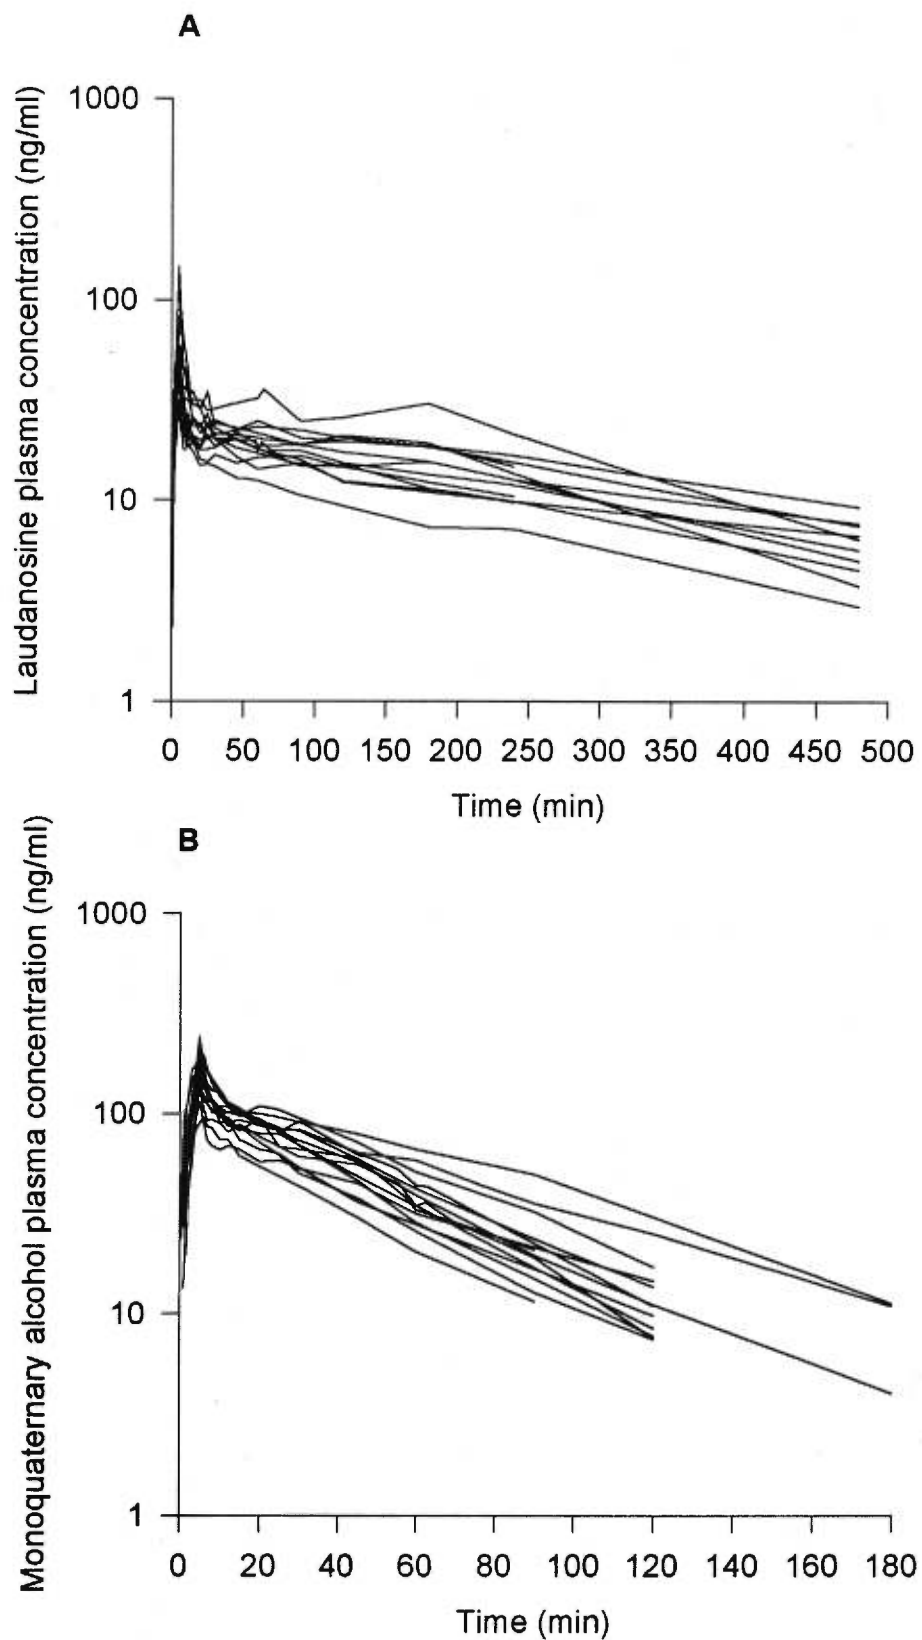 A
Laudanosine plasma concentration (ng/ml)
1000
100
10
1
0 50 100 150 200 250 300 350 400 450 500
Time (min)
B
Monoquaternary alcohol plasma concentration (ng/ml)
1000
100
10
1
0 20 40 60 80 100 120 140 160 180
Time (min)